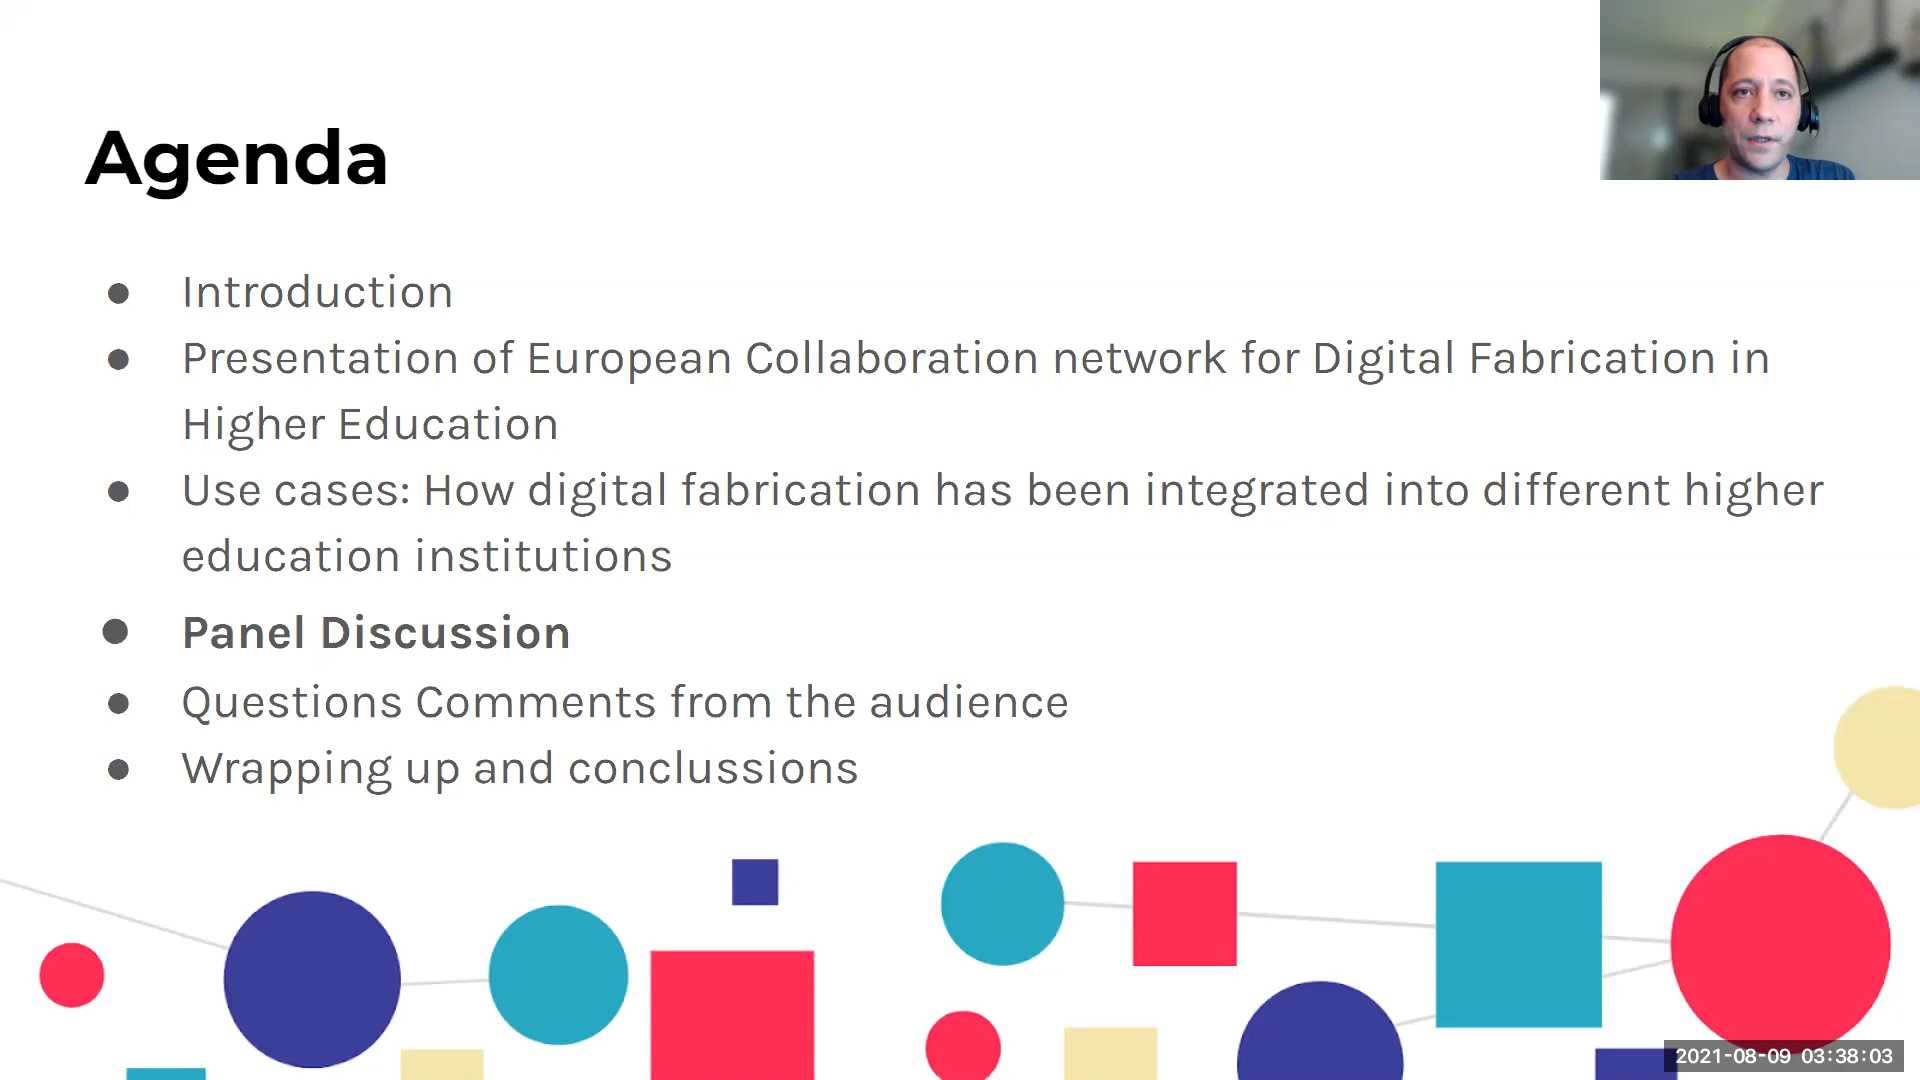 Agenda
● Introduction
● Presentation of European Collaboration network for Digital Fabrication in
Higher Education
● Use cases: How digital fabrication has been integrated into different higher
education institutions
● Panel Discussion
● Questions Comments from the audience
● Wrapping up and conclussions
2021-08-09 03:38:03